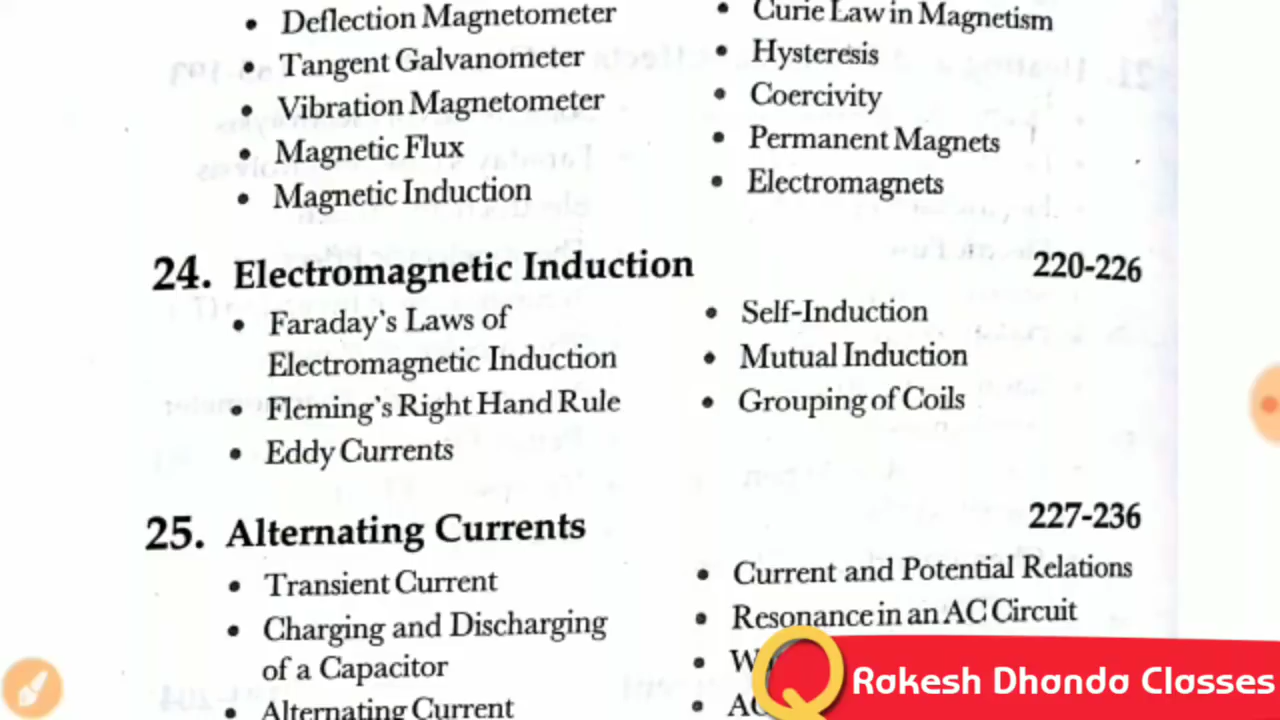 • Deflection Magnetometer
• Tangent Galvanometer
• Vibration Magnetometer
• Magnetic Flux
• Magnetic Induction
• Curie Law in Magnetism
• Hysteresis
• Coercivity
• Permanent Magnets
• Electromagnets
24. Electromagnetic Induction 220-226
• Faraday's Laws of
Electromagnetic Induction
• Fleming's Right Hand Rule
• Eddy Currents
• Self-Induction
• Mutual Induction
• Grouping of Coils
25. Alternating Currents 227-236
• Transient Current
• Charging and Discharging
of a Capacitor
• Alternating Current
• Current and Potential Relations
• Resonance in an AC Circuit
Rakesh Dhanda Classes